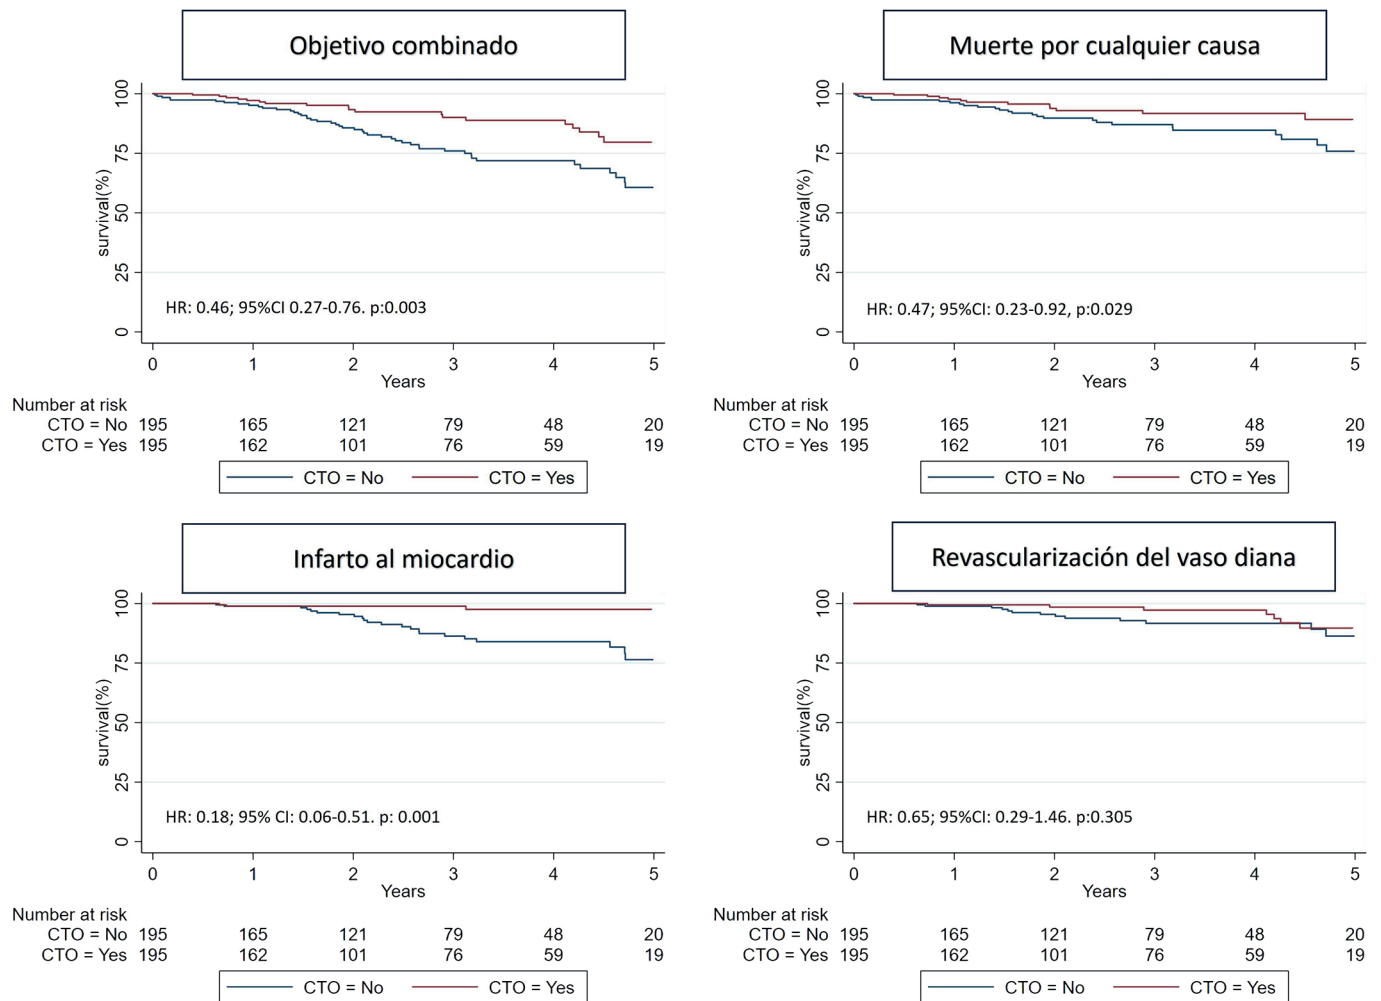 Objetivo combinado
100
75
50
25
0
survival(%)
HR: 0.46; 95%CI 0.27-0.76. p:0.003
0 1 2 3 4 5
Years
Number at risk
CTO = No 195 165 121 79 48 20
CTO = Yes 195 162 101 76 59 19
CTO = No CTO = Yes
Muerte por cualquier causa
100
75
50
25
0
survival(%)
HR: 0.47; 95%CI: 0.23-0.92, p:0.029
0 1 2 3 4 5
Years
Number at risk
CTO = No 195 165 121 79 48 20
CTO = Yes 195 162 101 76 59 19
CTO = No CTO = Yes
Infarto al miocardio
100
75
50
25
0
survival(%)
HR: 0.18; 95% CI: 0.06-0.51. p: 0.001
0 1 2 3 4 5
Years
Number at risk
CTO = No 195 165 121 79 48 20
CTO = Yes 195 162 101 76 59 19
CTO = No CTO = Yes
Revascularización del vaso diana
100
75
50
25
0
survival(%)
HR: 0.65; 95%CI: 0.29-1.46. p:0.305
0 1 2 3 4 5
Years
Number at risk
CTO = No 195 165 121 79 48 20
CTO = Yes 195 162 101 76 59 19
CTO = No CTO = Yes